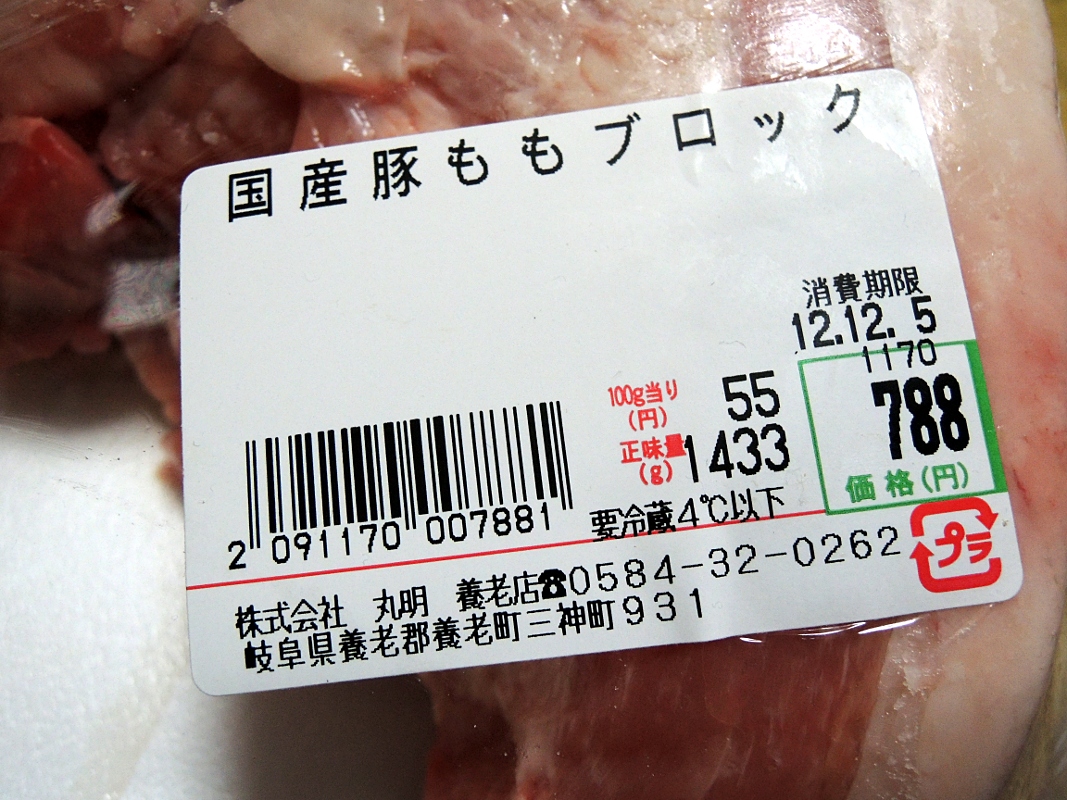 国産豚ももブロック
消費期限
12.12. 5
1170
100g当り
(円)
55
788
正味量
(g)
1433
価格(円)
2 091170 007881
要冷蔵4℃以下
プラ
株式会社 丸明 養老店☎0584-32-0262
岐阜県養老郡養老町三神町931